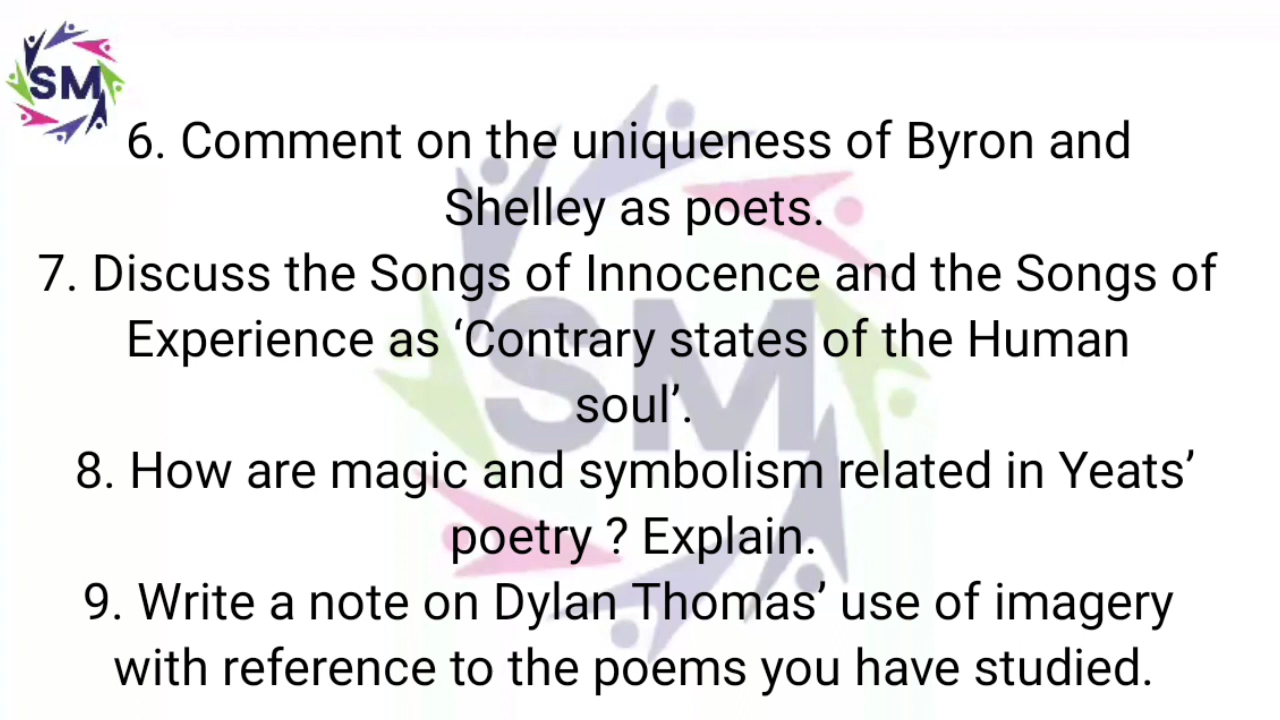 SM
6. Comment on the uniqueness of Byron and
Shelley as poets.
7. Discuss the Songs of Innocence and the Songs of
Experience as ‘Contrary states of the Human
soul’.
8. How are magic and symbolism related in Yeats’
poetry ? Explain.
9. Write a note on Dylan Thomas’ use of imagery
with reference to the poems you have studied.
SM